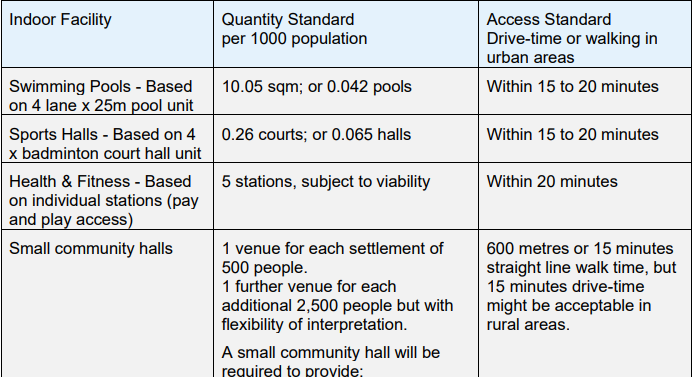 Indoor Facility
Quantity Standard
per 1000 population
Access Standard
Drive-time or walking in
urban areas
Swimming Pools - Based
on 4 lane x 25m pool unit
10.05 sqm; or 0.042 pools
Within 15 to 20 minutes
Sports Halls - Based on 4
x badminton court hall unit
0.26 courts; or 0.065 halls
Within 15 to 20 minutes
Health & Fitness - Based
on individual stations (pay
and play access)
5 stations, subject to viability
Within 20 minutes
Small community halls
1 venue for each settlement of
500 people.
1 further venue for each
additional 2,500 people but with
flexibility of interpretation.
A small community hall will be
required to provide:
600 metres or 15 minutes
straight line walk time, but
15 minutes drive-time
might be acceptable in
rural areas.